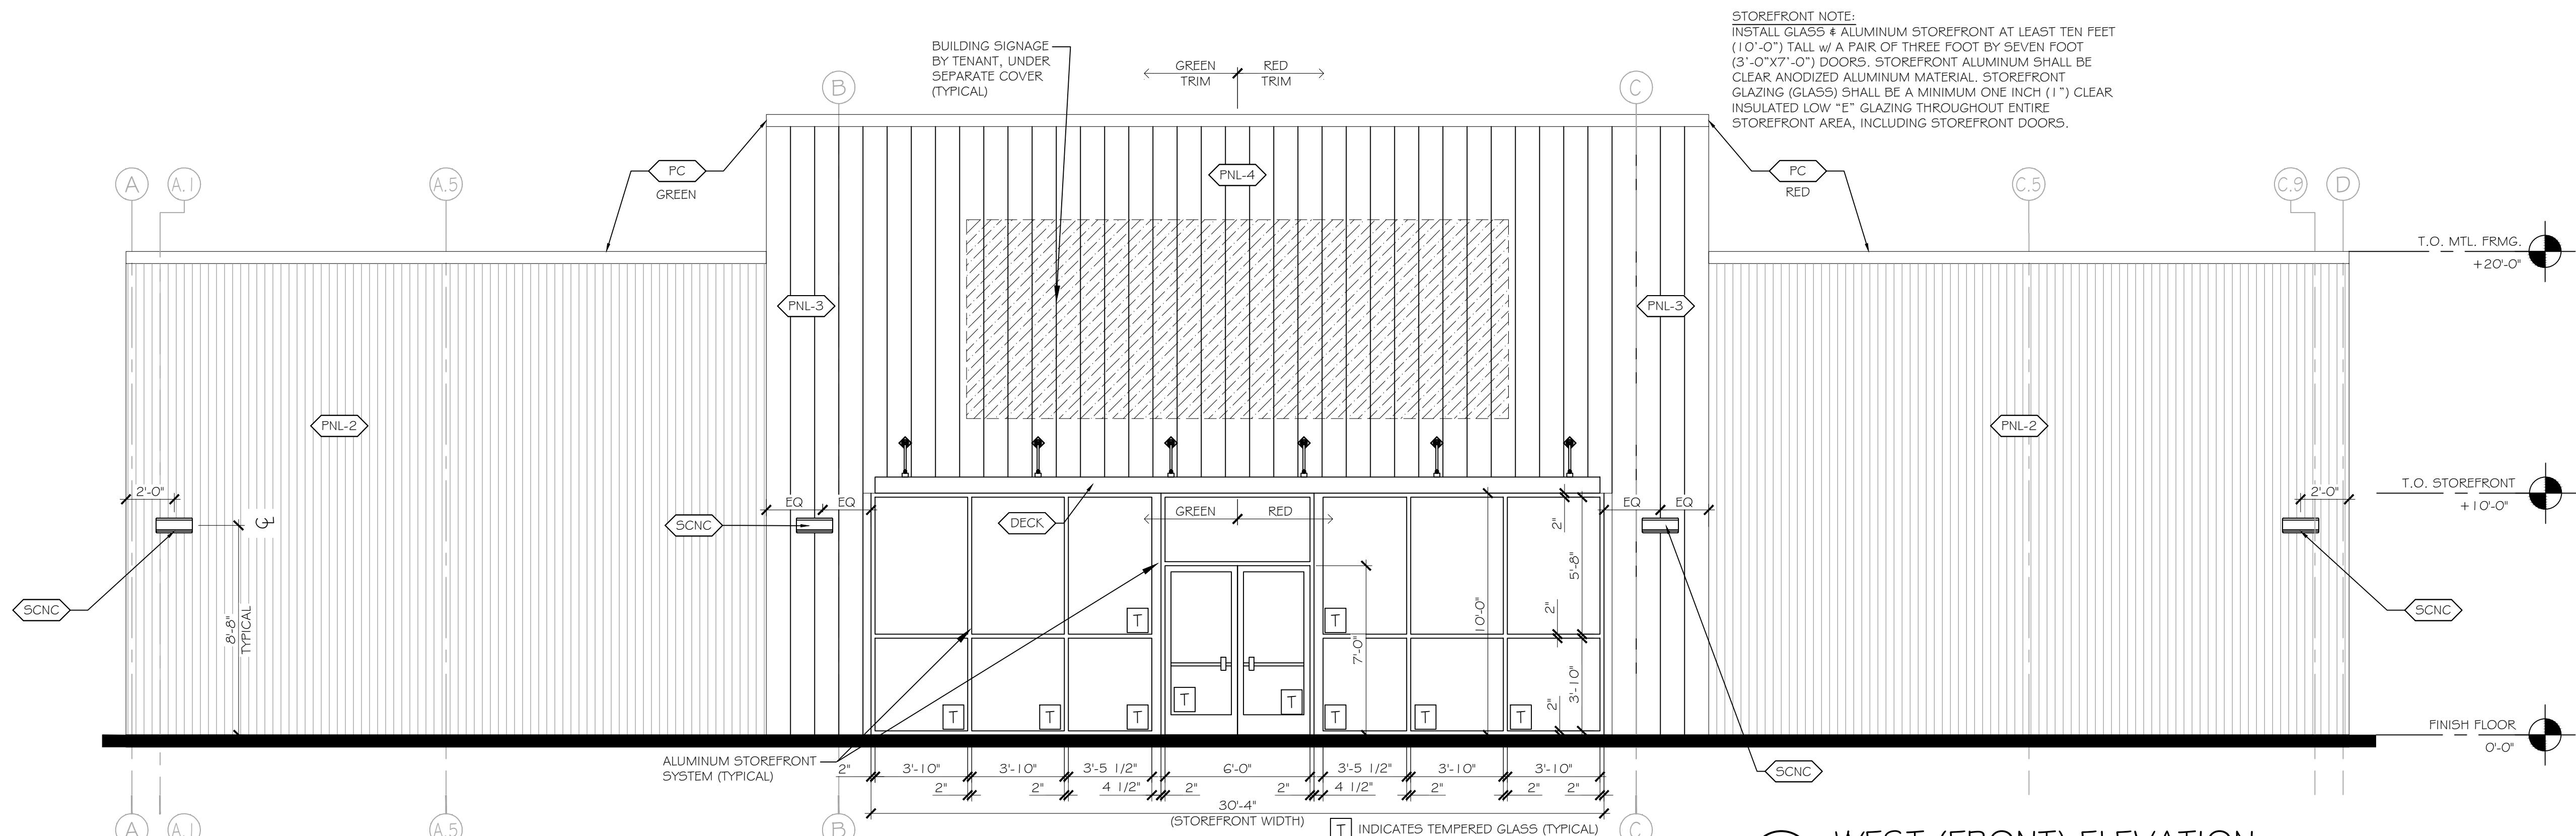 STOREFRONT NOTE:
INSTALL GLASS & ALUMINUM STOREFRONT AT LEAST TEN FEET
(10'-0") TALL w/ A PAIR OF THREE FOOT BY SEVEN FOOT
(3'-0"X7'-0") DOORS. STOREFRONT ALUMINUM SHALL BE
CLEAR ANODIZED ALUMINUM MATERIAL. STOREFRONT
GLAZING (GLASS) SHALL BE A MINIMUM ONE INCH (1") CLEAR
INSULATED LOW "E" GLAZING THROUGHOUT ENTIRE
STOREFRONT AREA, INCLUDING STOREFRONT DOORS.
BUILDING SIGNAGE
BY TENANT, UNDER
SEPARATE COVER
(TYPICAL)
GREEN
TRIM
RED
TRIM
B
C
A
A.1
A.5
PC
GREEN
PNL-4
PC
RED
C.5
C.9
D
T.O. MTL. FRMG.
+20'-0"
PNL-3
PNL-3
PNL-2
PNL-2
2'-0"
EQ
EQ
EQ
EQ
2'-0"
T.O. STOREFRONT
+10'-0"
CL
SCNC
DECK
GREEN
RED
2"
5'-8"
2"
10'-0"
7'-0"
3'-10"
2"
SCNC
8'-8"
TYPICAL
SCNC
T
T
T
T
T
T
T
T
T
T
FINISH FLOOR
0'-0"
ALUMINUM STOREFRONT
SYSTEM (TYPICAL)
SCNC
2"
3'-10"
3'-10"
3'-5 1/2"
6'-0"
3'-5 1/2"
3'-10"
3'-10"
2"
2"
4 1/2"
2"
2"
4 1/2"
2"
2"
2"
30'-4"
(STOREFRONT WIDTH)
T INDICATES TEMPERED GLASS (TYPICAL)
A
A.1
A.5
B
C
WEST (FRONT) ELEVATION